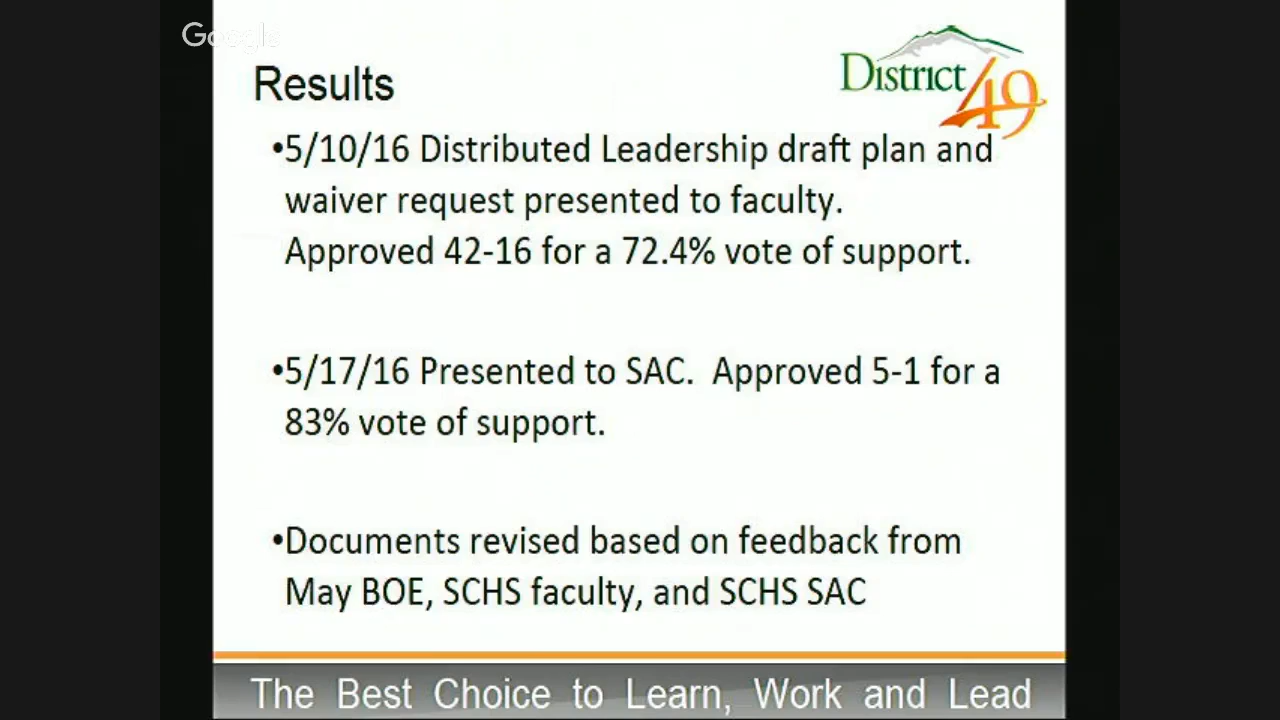 Google
District
49
Results
•5/10/16 Distributed Leadership draft plan and
waiver request presented to faculty.
Approved 42-16 for a 72.4% vote of support.
•5/17/16 Presented to SAC.  Approved 5-1 for a
83% vote of support.
•Documents revised based on feedback from
May BOE, SCHS faculty, and SCHS SAC
The Best Choice to Learn, Work and Lead